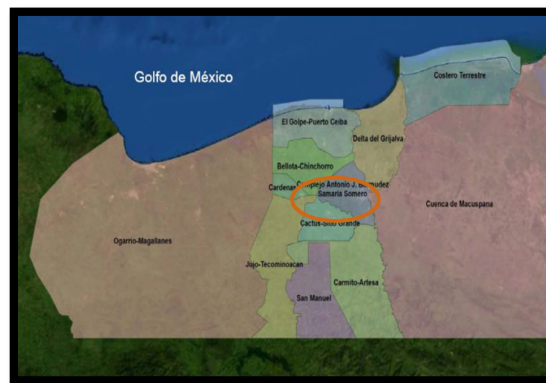 Golfo de México
Costero Terrestre
El Golpe-Puerto Ceiba
Delta del Grijalva
Bellota-Chinchorro
Cardenas
Complejo Antonio J. Bermudez
Samaria Somero
Cuenca de Macuspana
Cactus-Sitio Grande
Ogarrio-Magallanes
Jujo-Tecominoacan
Carmito-Artesa
San Manuel